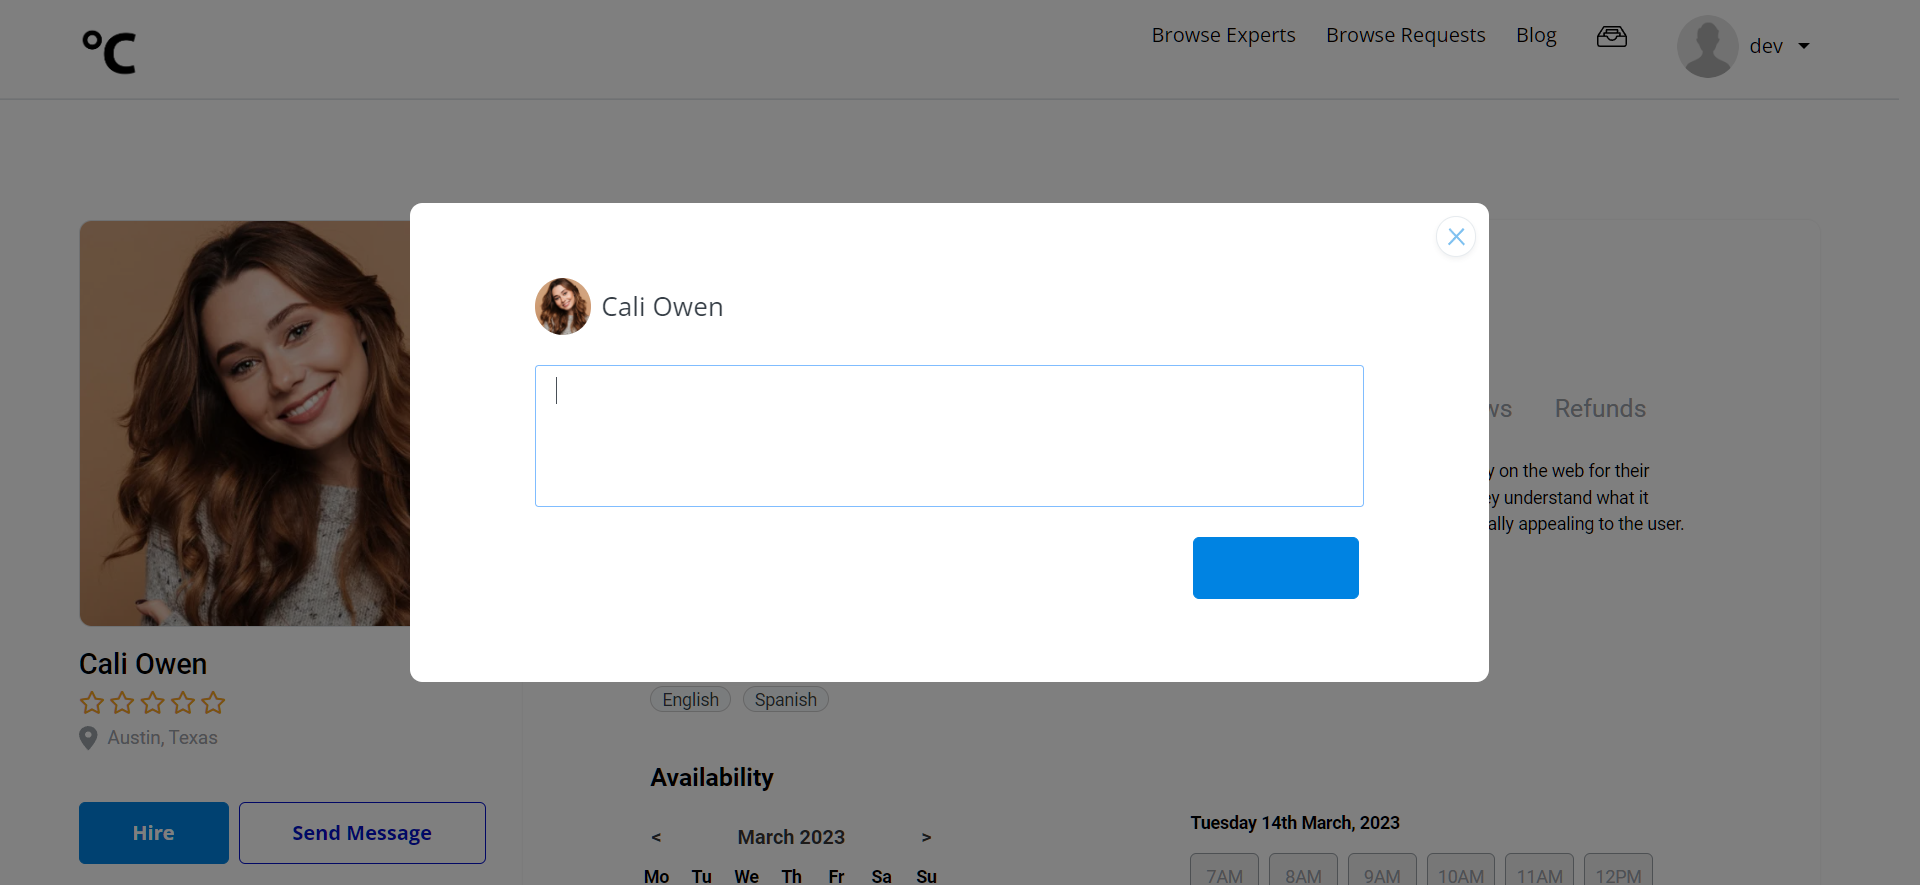 °C
Browse Experts Browse Requests Blog dev
Cali Owen
ws Refunds
y on the web for their
ey understand what it
ally appealing to the user.
Cali Owen
Austin, Texas
Hire Send Message
English Spanish
Availability
< March 2023 >
Mo Tu We Th Fr Sa Su
Tuesday 14th March, 2023
7AM 8AM 9AM 10AM 11AM 12PM